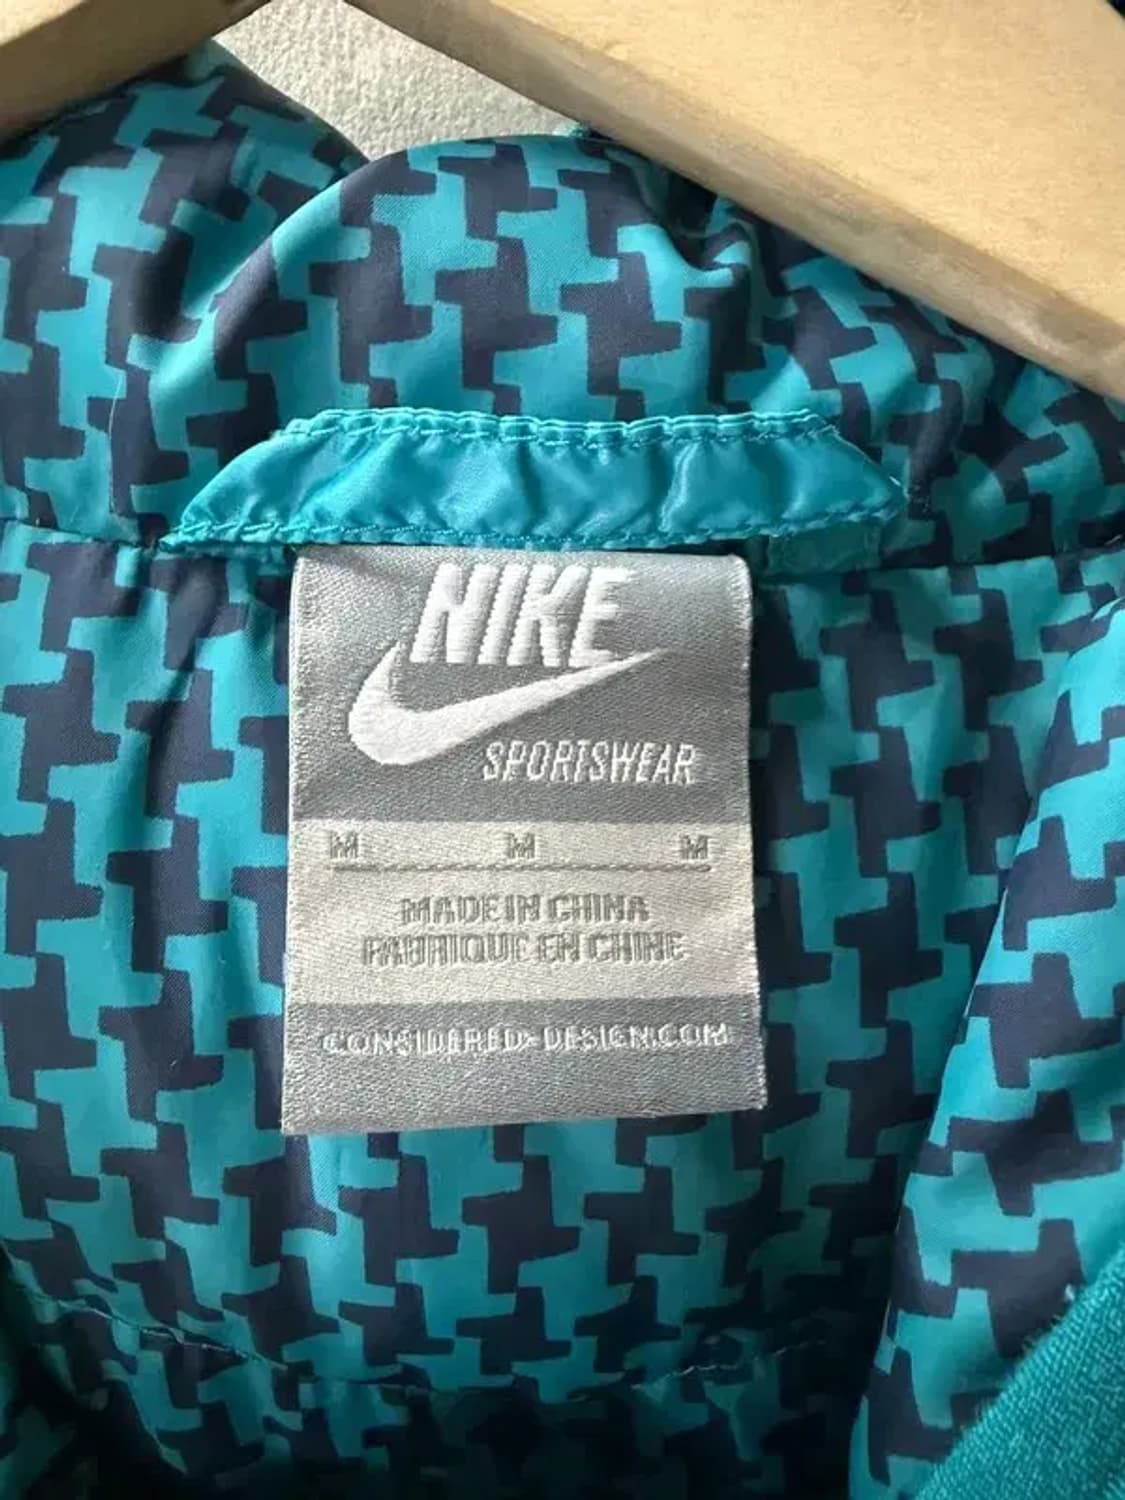 NIKE
SPORTSWEAR
M M M
MADE IN CHINA
FABRIQUE EN CHINE
CONSIDERED-DESIGN.COM